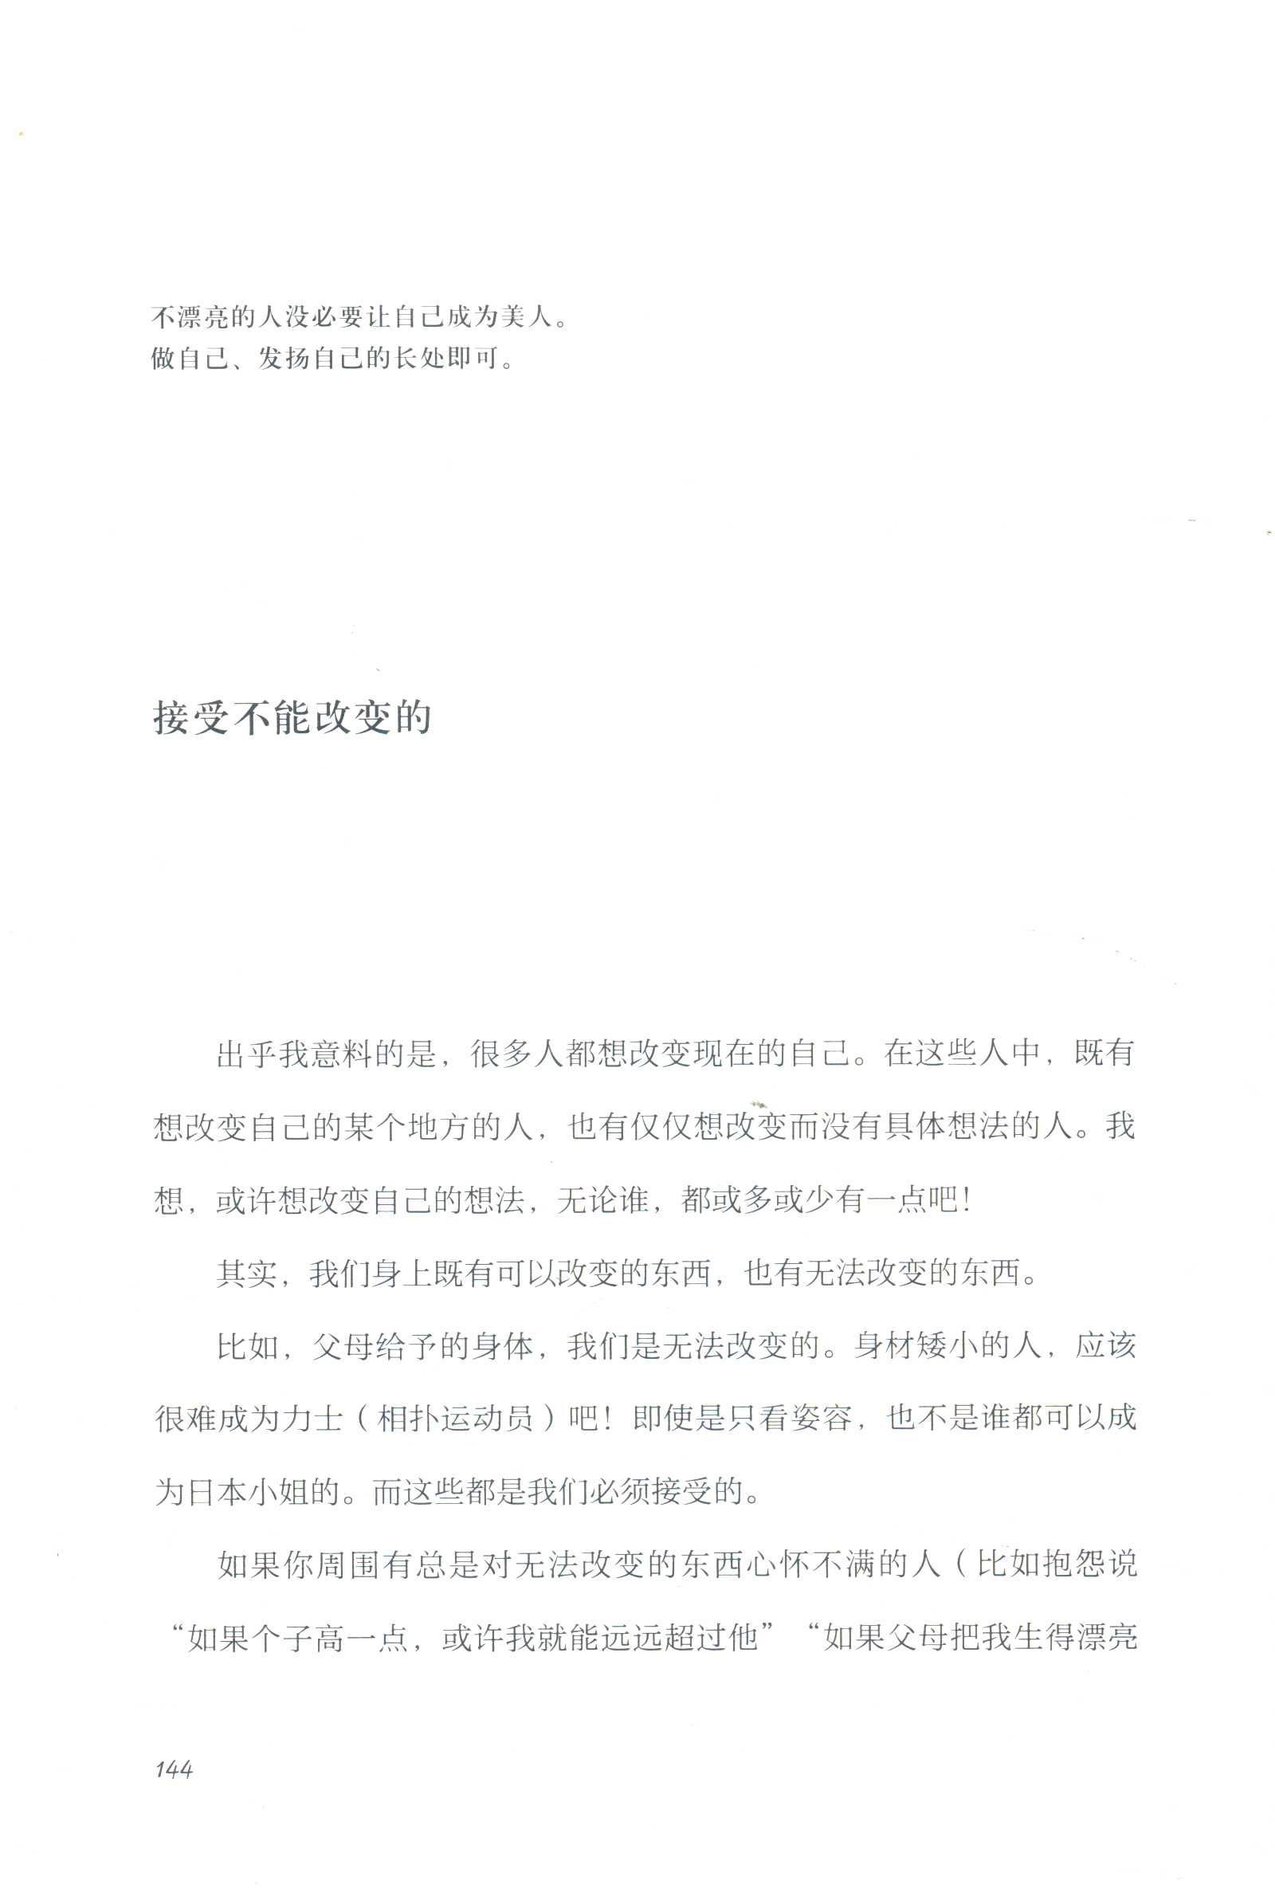 不漂亮的人没必要让自己成为美人。
做自己、发扬自己的长处即可。
接受不能改变的
出乎我意料的是，很多人都想改变现在的自己。在这些人中，既有
想改变自己的某个地方的人，也有仅仅想改变而没有具体想法的人。我
想，或许想改变自己的想法，无论谁，都或多或少有一点吧！
其实，我们身上既有可以改变的东西，也有无法改变的东西。
比如，父母给予的身体，我们是无法改变的。身材矮小的人，应该
很难成为力士（相扑运动员）吧！即使是只看姿容，也不是谁都可以成
为日本小姐的。而这些都是我们必须接受的。
如果你周围有总是对无法改变的东西心怀不满的人（比如抱怨说
“如果个子高一点，或许我就能远远超过他”“如果父母把我生得漂亮
144